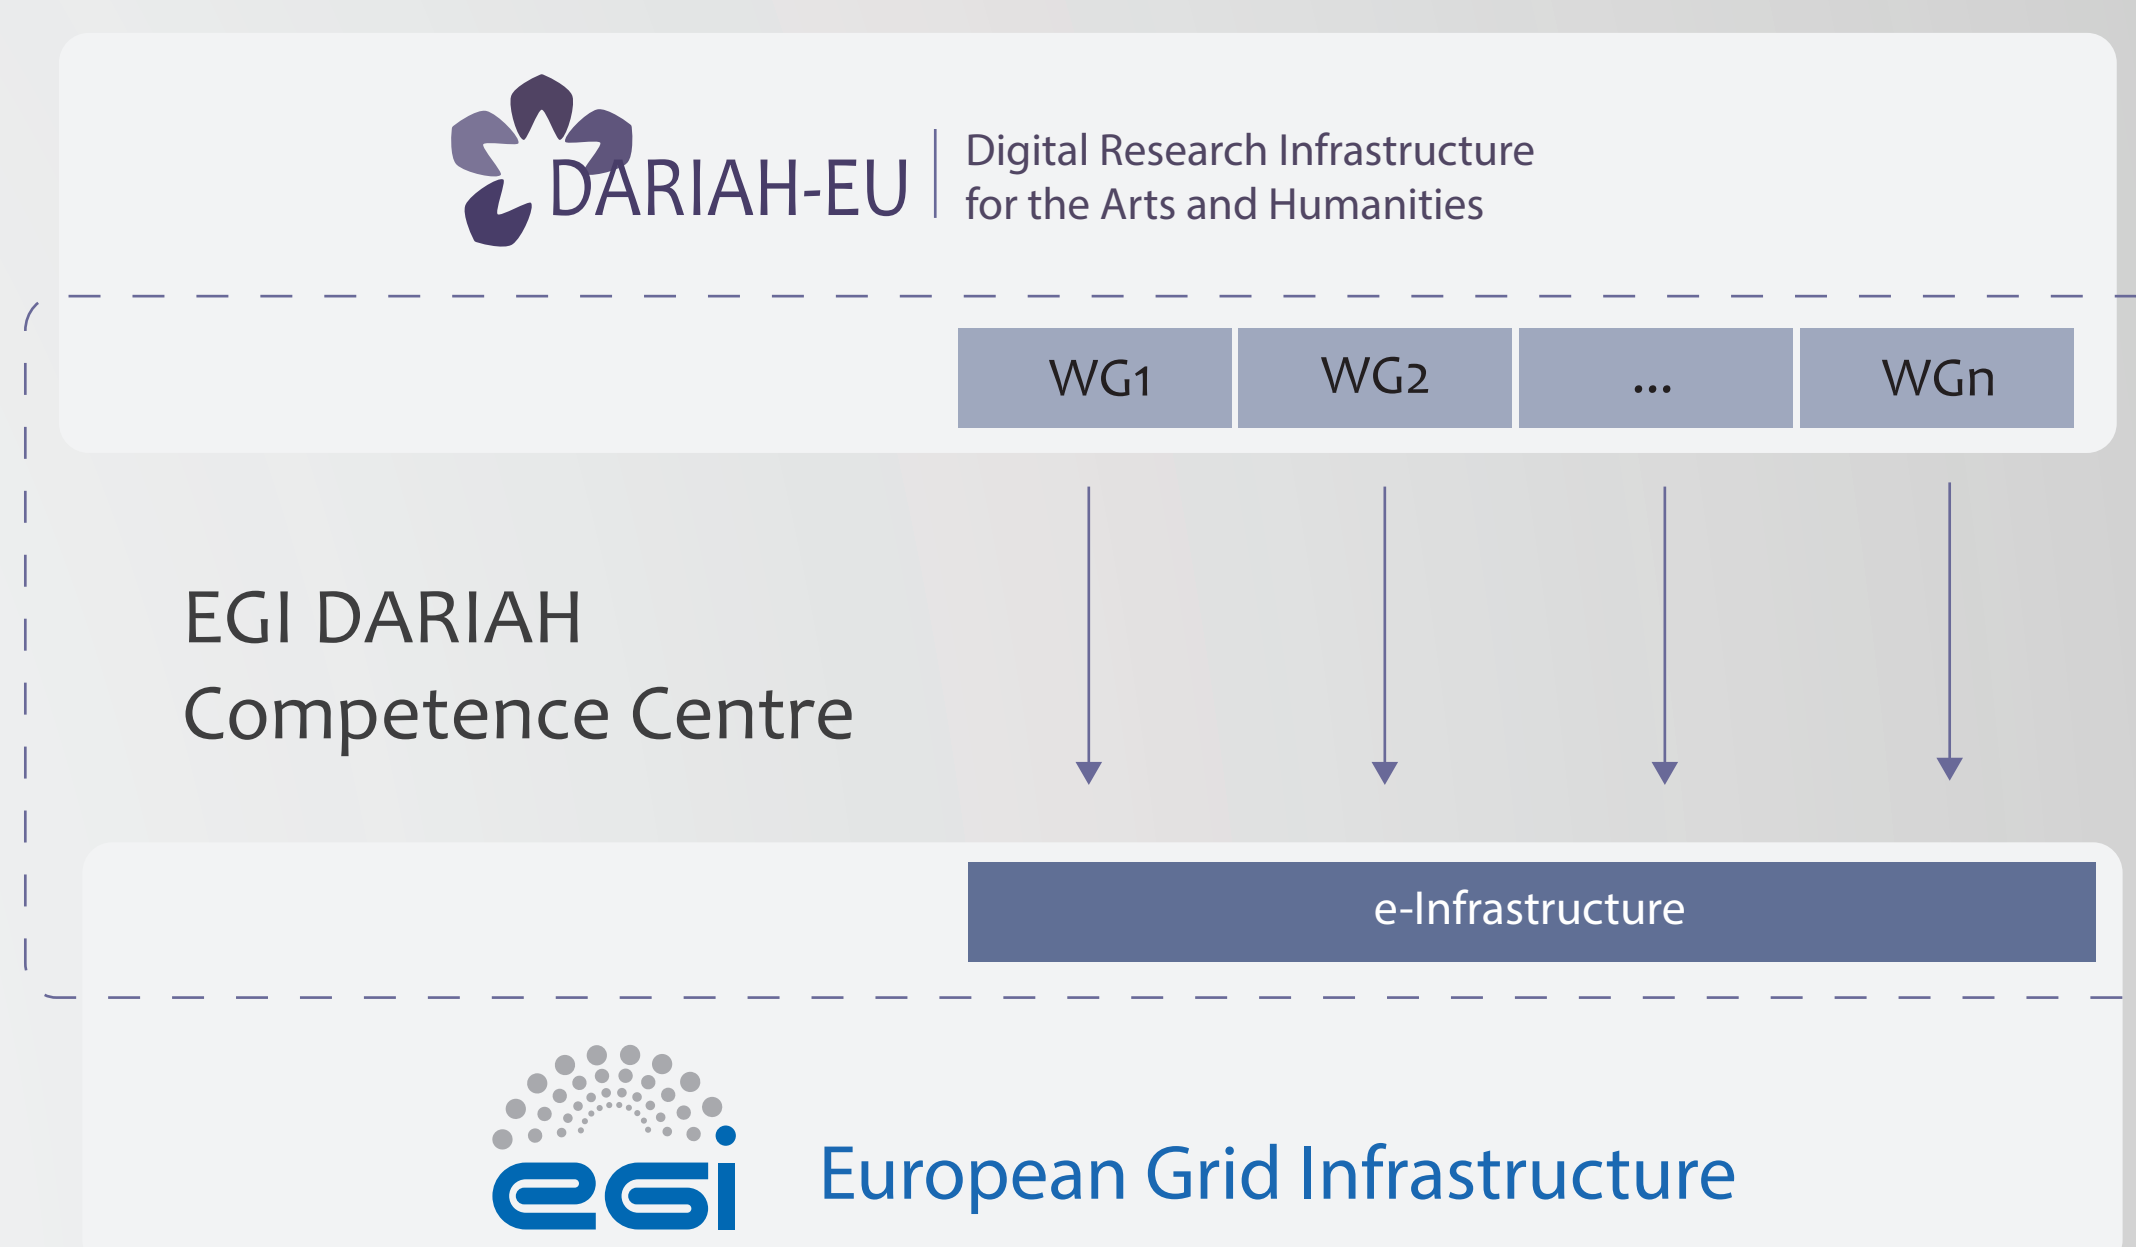 DARIAH-EU
Digital Research Infrastructure
for the Arts and Humanities
WG1
WG2
...
WGn
EGI DARIAH
Competence Centre
e-Infrastructure
egi
European Grid Infrastructure